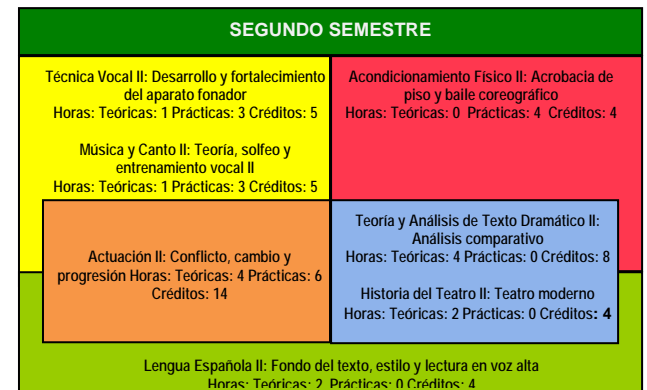 SEGUNDO SEMESTRE
Técnica Vocal II: Desarrollo y fortalecimiento
del aparato fonador
Horas: Teóricas: 1 Prácticas: 3 Créditos: 5
Música y Canto II: Teoría, solfeo y
entrenamiento vocal II
Horas: Teóricas: 1 Prácticas: 3 Créditos: 5
Acondicionamiento Físico II: Acrobacia de
piso y baile coreográfico
Horas: Teóricas: 0 Prácticas: 4 Créditos: 4
Actuación II: Conflicto, cambio y
progresión Horas: Teóricas: 4 Prácticas: 6
Créditos: 14
Teoría y Análisis de Texto Dramático II:
Análisis comparativo
Horas: Teóricas: 4 Prácticas: 0 Créditos: 8
Historia del Teatro II: Teatro moderno
Horas: Teóricas: 2 Prácticas: 0 Créditos: 4
Lengua Española II: Fondo del texto, estilo y lectura en voz alta
Horas: Teóricas: 2 Prácticas: 0 Créditos: 4